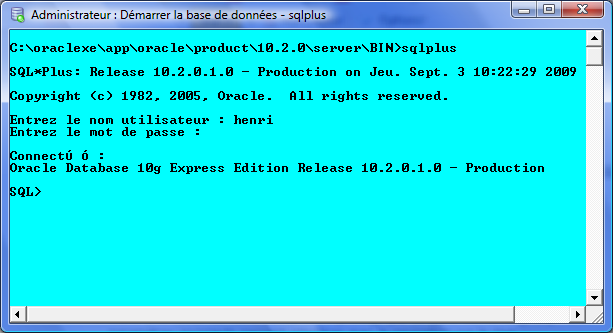 Administrateur : Démarrer la base de données - sqlplus
C:\oraclexe\app\oracle\product\10.2.0\server\BIN>sqlplus
SQL*Plus: Release 10.2.0.1.0 - Production on Jeu. Sept. 3 10:22:29 2009
Copyright (c) 1982, 2005, Oracle.  All rights reserved.
Entrez le nom utilisateur : henri
Entrez le mot de passe :
Connectú ó :
Oracle Database 10g Express Edition Release 10.2.0.1.0 - Production
SQL>